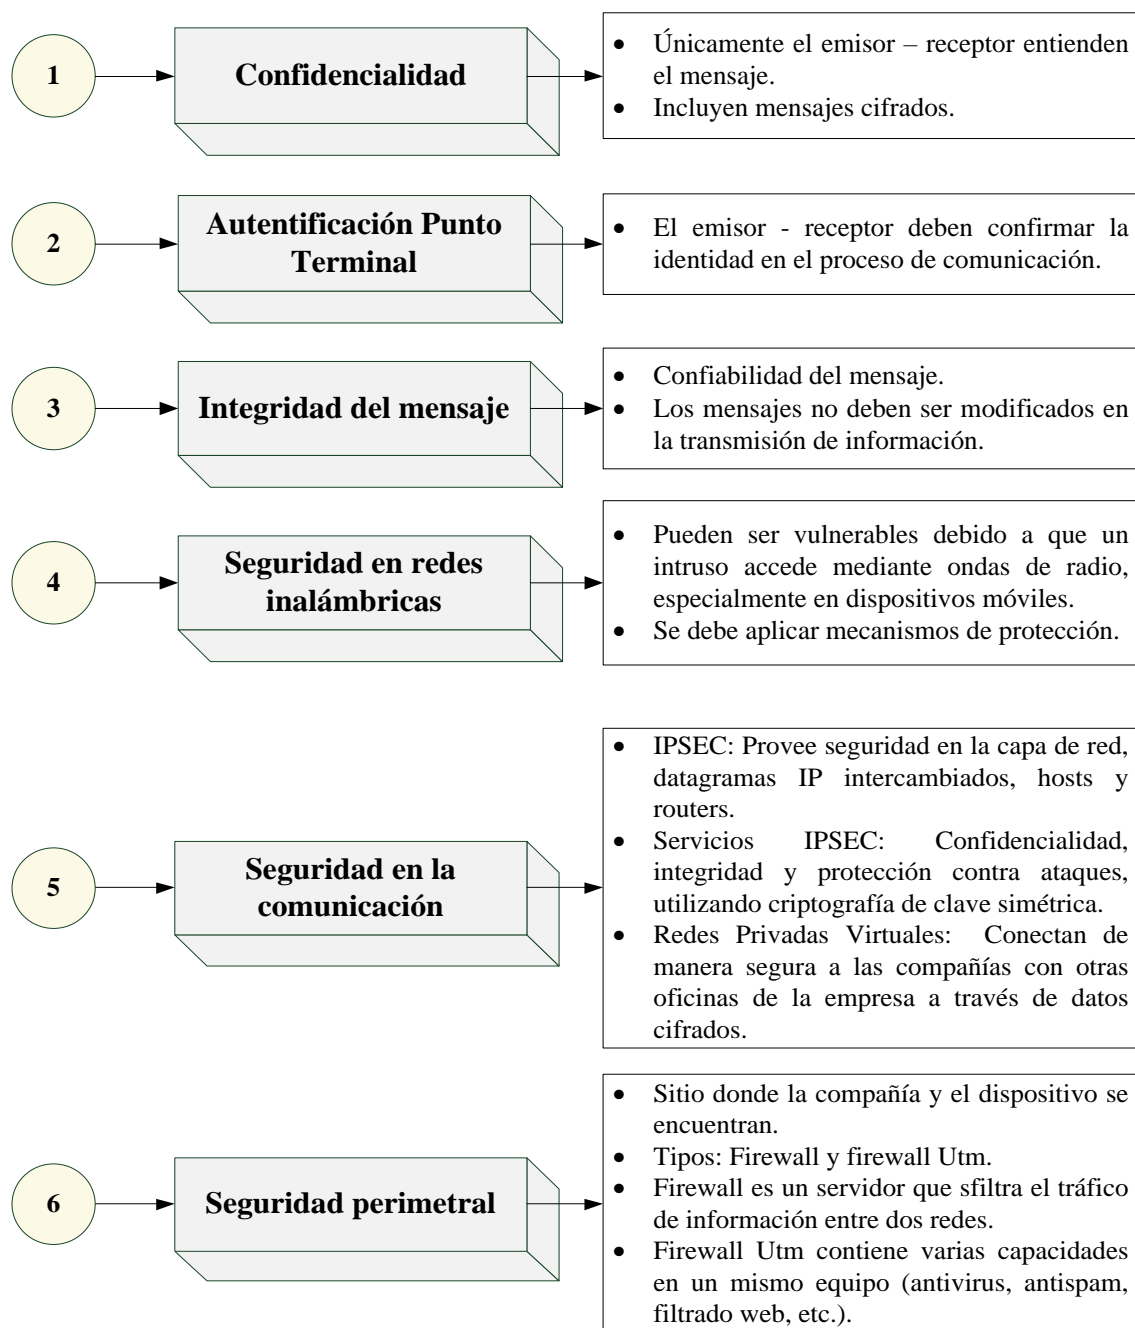 1
Confidencialidad
• Únicamente el emisor – receptor entienden
el mensaje.
• Incluyen mensajes cifrados.
2
Autentificación Punto
Terminal
• El emisor - receptor deben confirmar la
identidad en el proceso de comunicación.
3
Integridad del mensaje
• Confiabilidad del mensaje.
• Los mensajes no deben ser modificados en
la transmisión de información.
4
Seguridad en redes
inalámbricas
• Pueden ser vulnerables debido a que un
intruso accede mediante ondas de radio,
especialmente en dispositivos móviles.
• Se debe aplicar mecanismos de protección.
5
Seguridad en la
comunicación
• IPSEC: Provee seguridad en la capa de red,
datagramas IP intercambiados, hosts y
routers.
• Servicios IPSEC: Confidencialidad,
integridad y protección contra ataques,
utilizando criptografía de clave simétrica.
• Redes Privadas Virtuales: Conectan de
manera segura a las compañías con otras
oficinas de la empresa a través de datos
cifrados.
6
Seguridad perimetral
• Sitio donde la compañía y el dispositivo se
encuentran.
• Tipos: Firewall y firewall Utm.
• Firewall es un servidor que sfiltra el tráfico
de información entre dos redes.
• Firewall Utm contiene varias capacidades
en un mismo equipo (antivirus, antispam,
filtrado web, etc.).